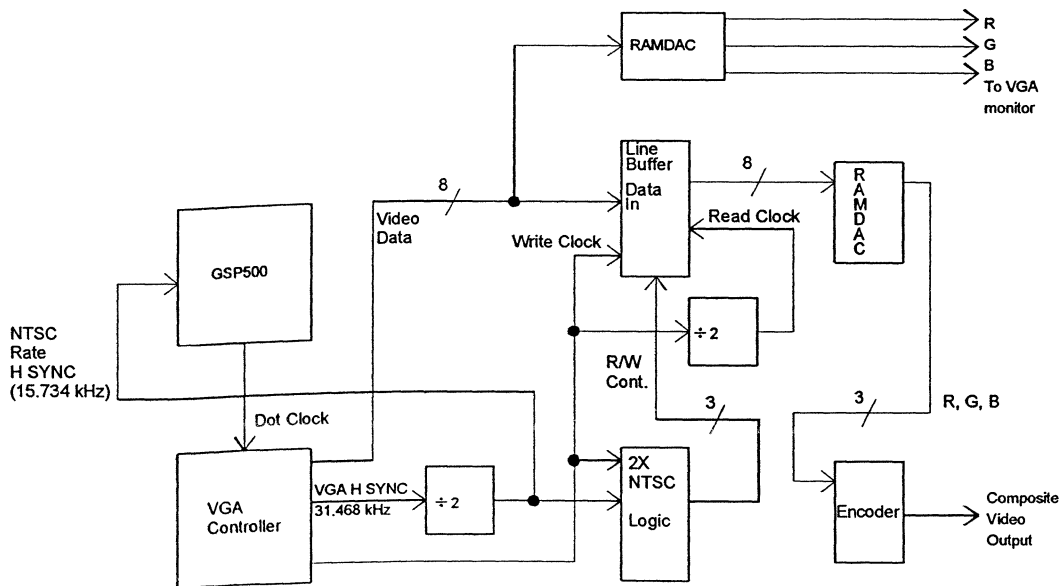 RAMDAC
R
G
B
To VGA
monitor
Line
Buffer
Data
In
8
RAMDAC
8
Video
Data
Write Clock
Read Clock
GSP500
NTSC
Rate
H SYNC
(15.734 kHz)
÷2
R/W
Cont.
Dot Clock
3
3
R, G, B
VGA
Controller
VGA H SYNC
31.468 kHz
÷2
2X
NTSC
Logic
Encoder
Composite
Video
Output